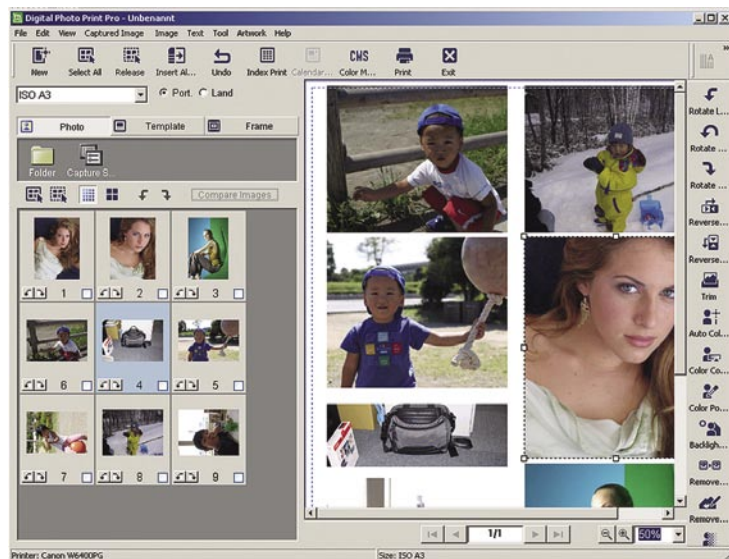 Digital Photo Print Pro - Unbenannt
File Edit View Captured Image Image Text Tool Artwork Help
New Select All Release Insert Al... Undo Index Print Calendar... Color M... Print Exit
CWS
ISO A3 Port. Land
Photo Template Frame
Folder Capture S...
Compare Images
1 2 3
6 4 5
7 8 9
Rotate L...
Rotate ...
Rotate ...
Reverse...
Reverse...
Trim
Auto Col...
Color Co...
Color Po...
Backligh...
Remove...
Remove...
1/1 50%
Printer: Canon W6400PG Size: ISO A3